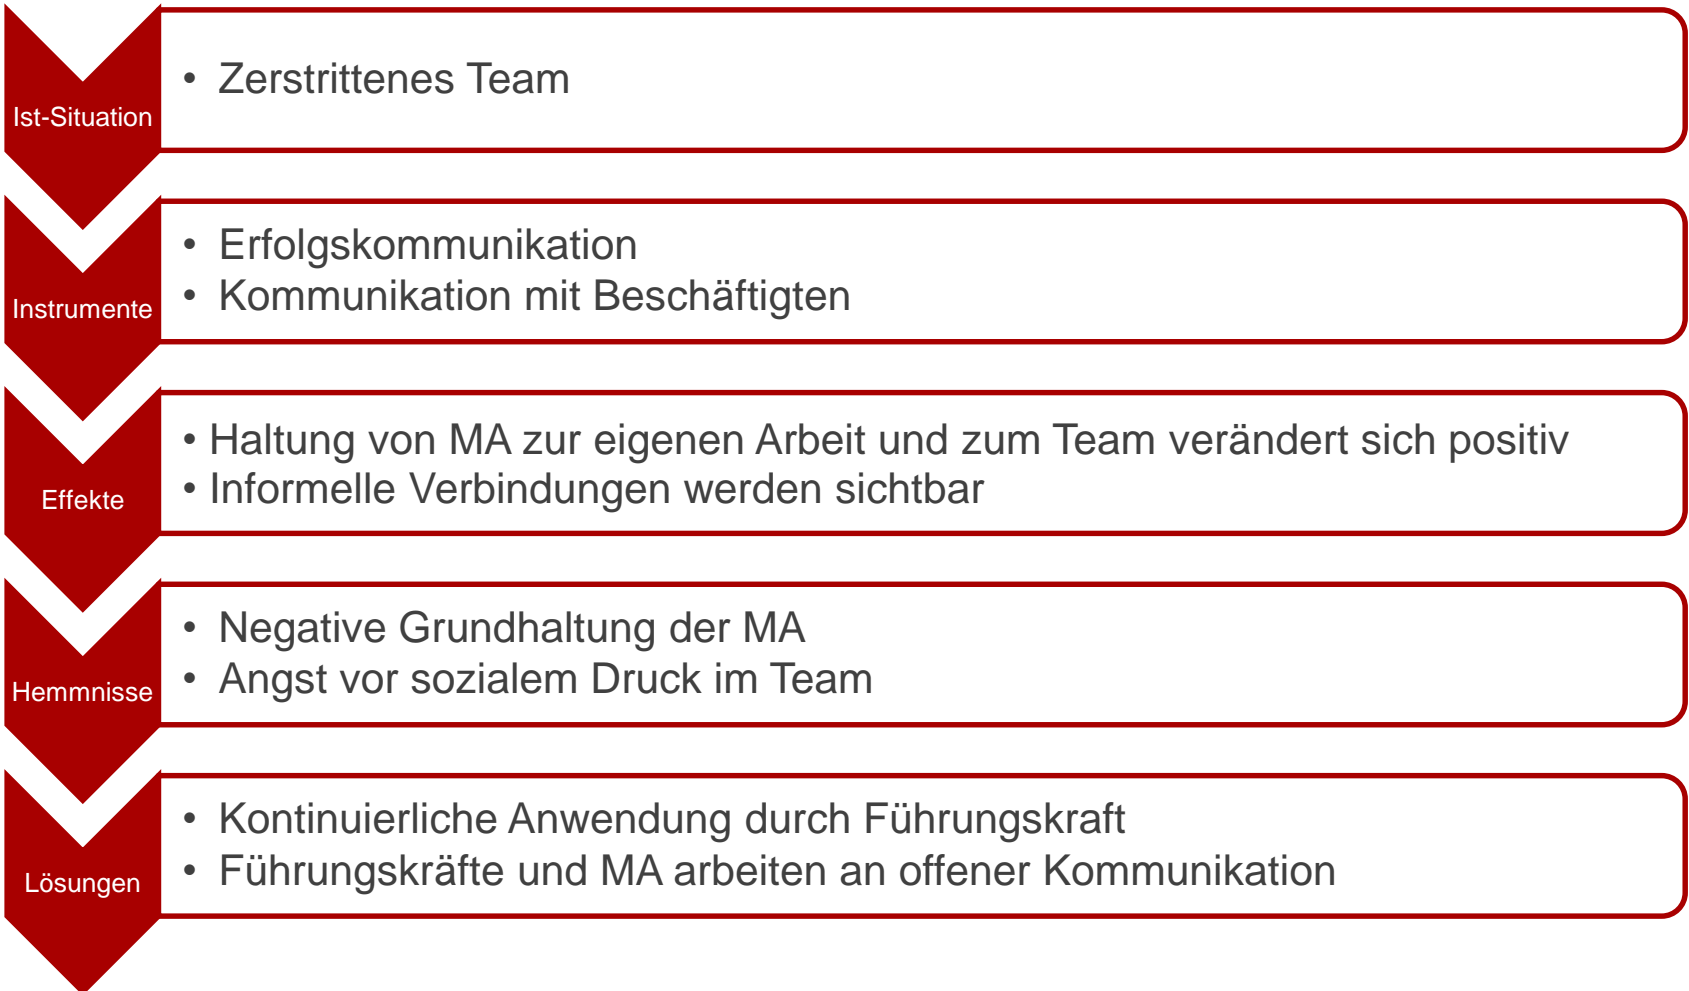 Ist-Situation
• Zerstrittenes Team
Instrumente
• Erfolgskommunikation
• Kommunikation mit Beschäftigten
Effekte
• Haltung von MA zur eigenen Arbeit und zum Team verändert sich positiv
• Informelle Verbindungen werden sichtbar
Hemmnisse
• Negative Grundhaltung der MA
• Angst vor sozialem Druck im Team
Lösungen
• Kontinuierliche Anwendung durch Führungskraft
• Führungskräfte und MA arbeiten an offener Kommunikation